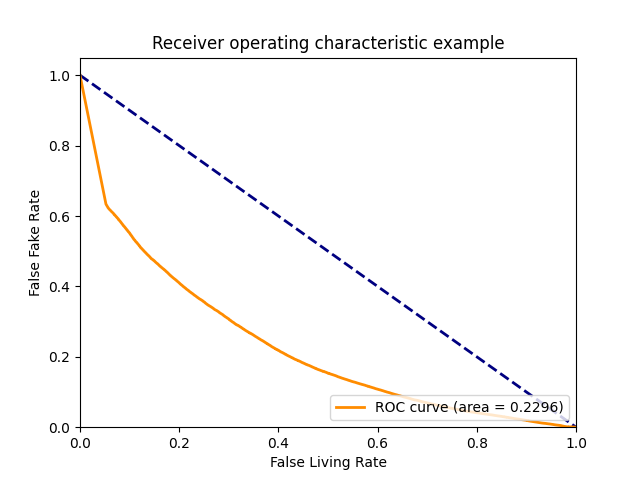 Receiver operating characteristic example
False Fake Rate
1.0
0.8
0.6
0.4
0.2
0.0
ROC curve (area = 0.2296)
0.0 0.2 0.4 0.6 0.8 1.0
False Living Rate